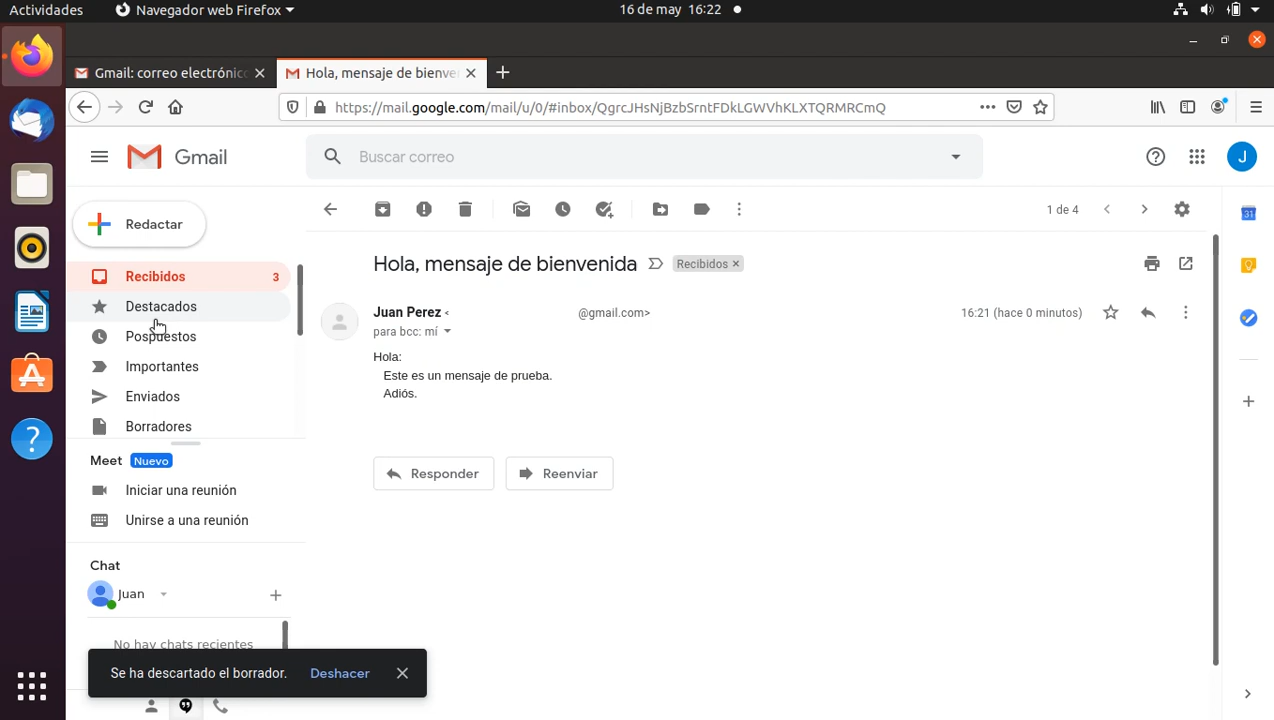 Actividades Navegador web Firefox 16 de may 16:22
Gmail: correo electrónico Hola, mensaje de bienve
https://mail.google.com/mail/u/0/#inbox/QgrcJHsNjBzbSrntFDkLGWVhKLXTQRMRCmQ
Gmail Buscar correo J
Redactar 1 de 4 31
Recibidos 3
Destacados
Pospuestos
Importantes
Enviados
Borradores
Meet Nuevo
Iniciar una reunión
Unirse a una reunión
Chat
Juan
No hay chats recientes
Se ha descartado el borrador. Deshacer
Hola, mensaje de bienvenida Recibidos ×
Juan Perez < @gmail.com> 16:21 (hace 0 minutos)
para bcc: mí
Hola:
Este es un mensaje de prueba.
Adiós.
Responder Reenviar